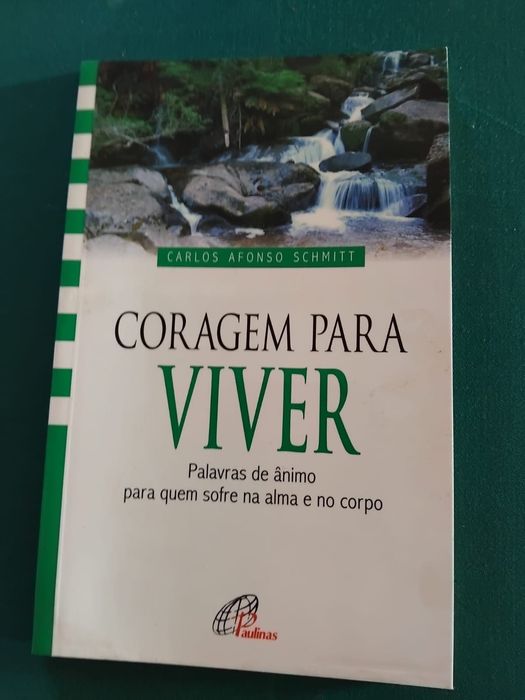 CARLOS AFONSO SCHMITT
CORAGEM PARA
VIVER
Palavras de ânimo
para quem sofre na alma e no corpo
Paulinas